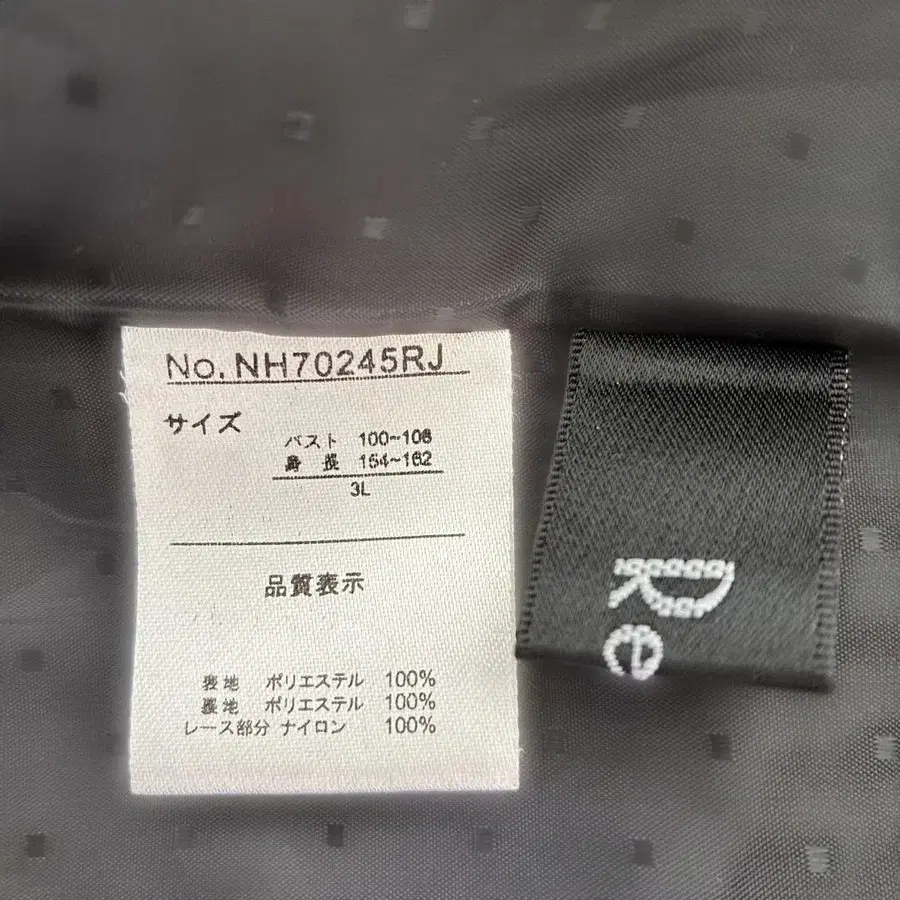 No. NH70245RJ
サイズ
バスト 100~106
身長 154~162
3L
品質表示
表地 ポリエステル 100%
裏地 ポリエステル 100%
レース部分 ナイロン 100%
Re